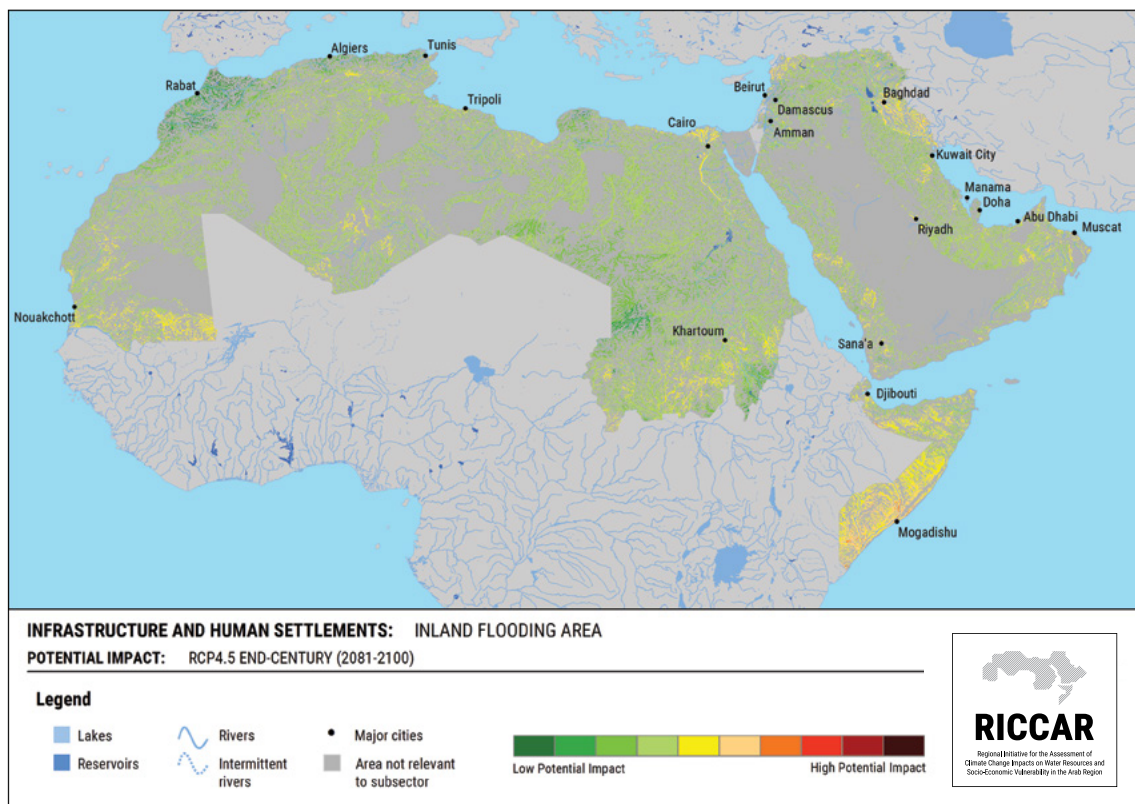 Algiers
Tunis
Rabat
Tripoli
Beirut
Damascus
Amman
Baghdad
Cairo
Kuwait City
Manama
Doha
Abu Dhabi
Riyadh
Muscat
Nouakchott
Khartoum
Sana'a
Djibouti
Mogadishu
INFRASTRUCTURE AND HUMAN SETTLEMENTS: INLAND FLOODING AREA
POTENTIAL IMPACT: RCP4.5 END-CENTURY (2081-2100)
Legend
Lakes
Rivers
Major cities
Reservoirs
Intermittent
rivers
Area not relevant
to subsector
Low Potential Impact
High Potential Impact
RICCAR
Regional Initiative for the Assessment of
Climate Change Impacts on Water Resources and
Socio-Economic Vulnerability in the Arab Region